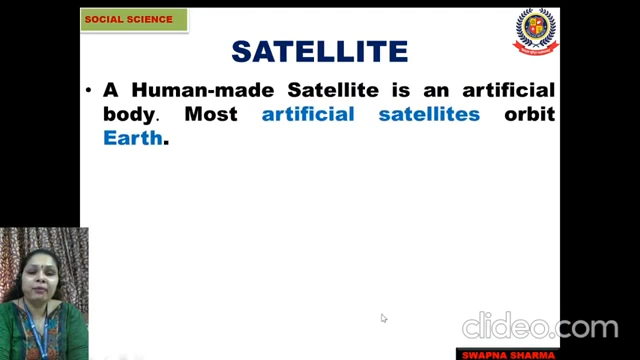 SOCIAL SCIENCE
SATELLITE
• A Human-made Satellite is an artificial
body. Most artificial satellites orbit
Earth.
clideo.com
SWAPNA SHARMA